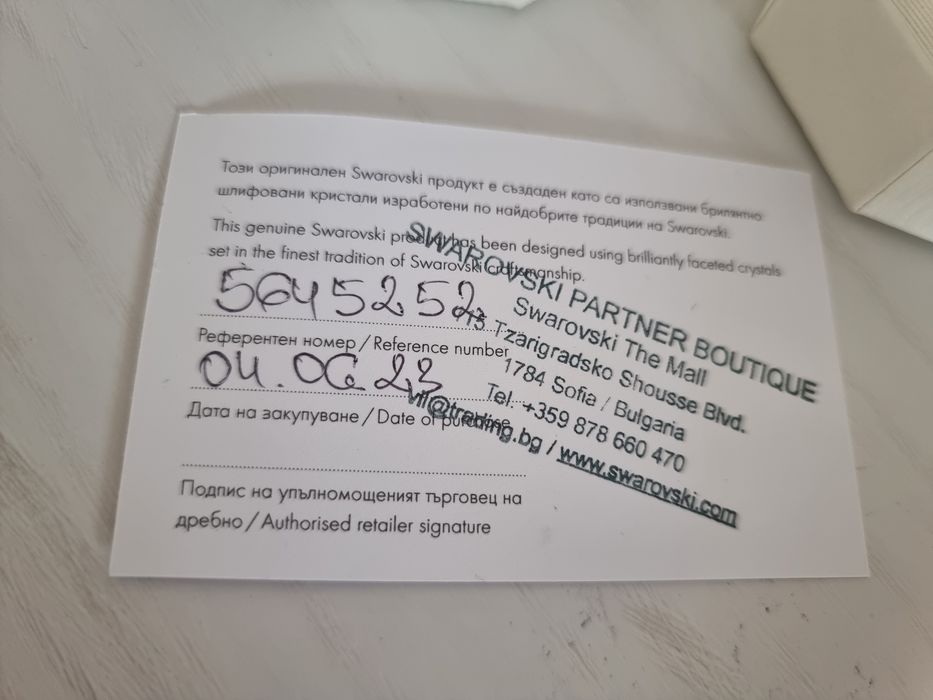 Този оригинален Swarovski продукт е създаден като са използвани брилянтно
шлифовани кристали изработени по найдобрите традиции на Swarovski.
This genuine Swarovski product has been designed using brilliantly faceted crystals
set in the finest tradition of Swarovski craftsmanship.
5645252
Референтен номер / Reference number
04.06.23
Дата на закупуване / Date of purchase
Подпис на упълномощеният търговец на
дребно / Authorised retailer signature
SWAROVSKI PARTNER BOUTIQUE
Swarovski The Mall
115 Tzarigradsko Shousse Blvd.
1784 Sofia / Bulgaria
Tel. +359 878 660 470
/ www.swarovski.com